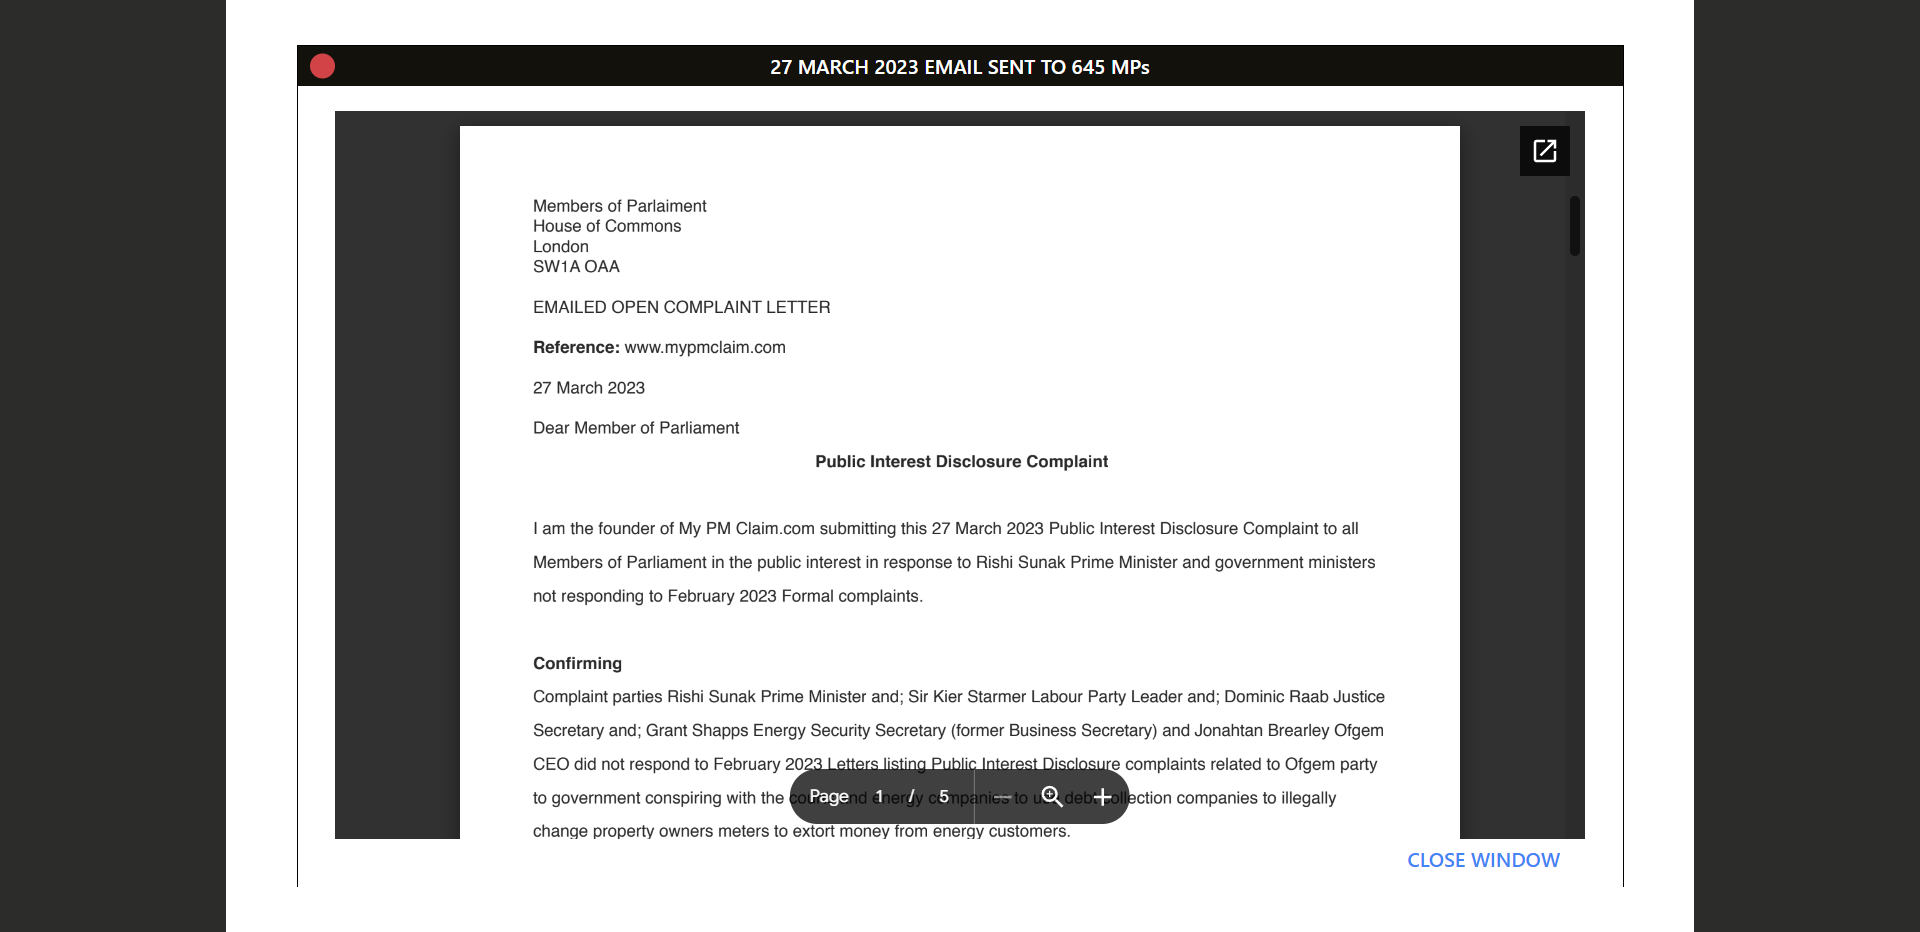 27 MARCH 2023 EMAIL SENT TO 645 MPs
Members of Parlaiment
House of Commons
London
SW1A OAA
EMAILED OPEN COMPLAINT LETTER
Reference: www.mypmclaim.com
27 March 2023
Dear Member of Parliament
Public Interest Disclosure Complaint
I am the founder of My PM Claim.com submitting this 27 March 2023 Public Interest Disclosure Complaint to all
Members of Parliament in the public interest in response to Rishi Sunak Prime Minister and government ministers
not responding to February 2023 Formal complaints.
Confirming
Complaint parties Rishi Sunak Prime Minister and; Sir Kier Starmer Labour Party Leader and; Dominic Raab Justice
Secretary and; Grant Shapps Energy Security Secretary (former Business Secretary) and Jonahtan Brearley Ofgem
CEO did not respond to February 2023 Letters listing Public Interest Disclosure complaints related to Ofgem party
to government conspiring with the and energy companies to debt collection companies to illegally
Page 1 / 5
change property owners meters to extort money from energy customers.
CLOSE WINDOW